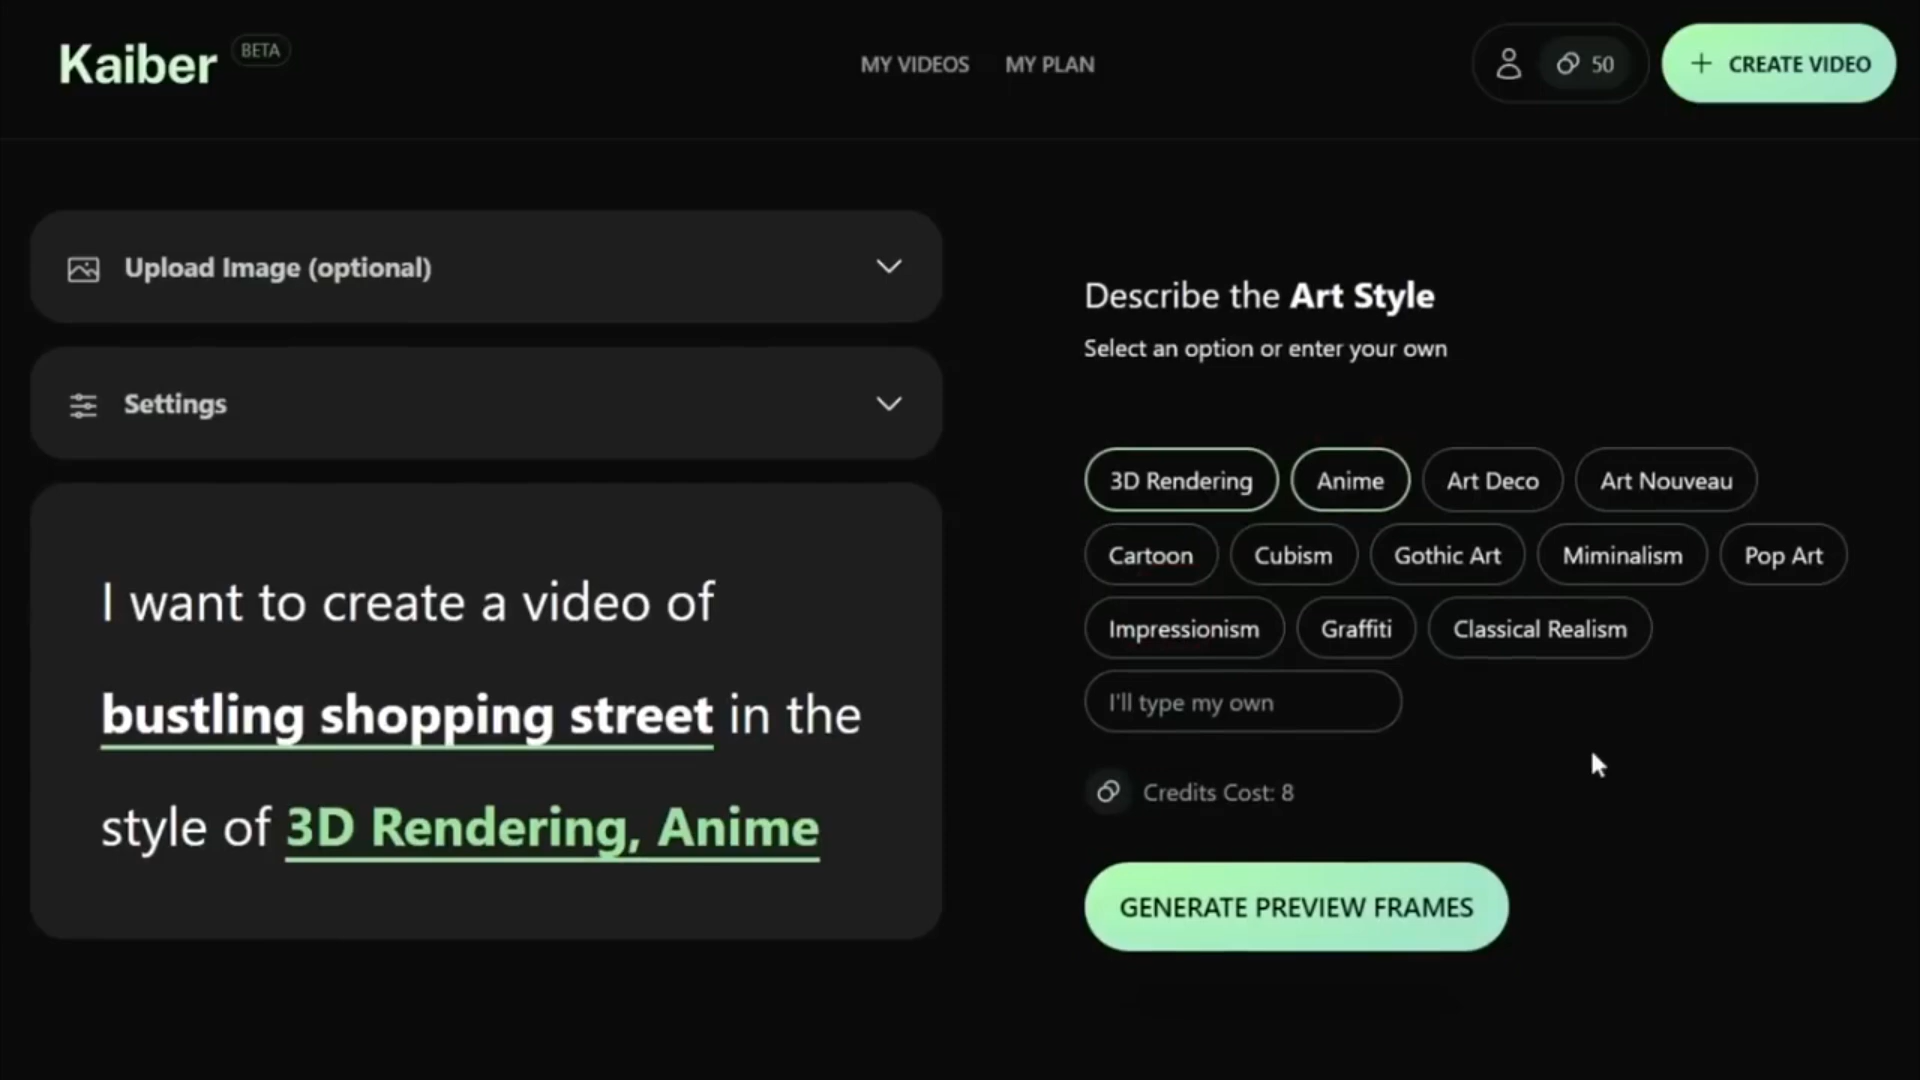 Kaiber BETA
MY VIDEOS MY PLAN
50
+ CREATE VIDEO
Upload Image (optional)
Settings
I want to create a video of
bustling shopping street in the
style of 3D Rendering, Anime
Describe the Art Style
Select an option or enter your own
3D Rendering Anime Art Deco Art Nouveau
Cartoon Cubism Gothic Art Miminalism Pop Art
Impressionism Graffiti Classical Realism
I'll type my own
Credits Cost: 8
GENERATE PREVIEW FRAMES